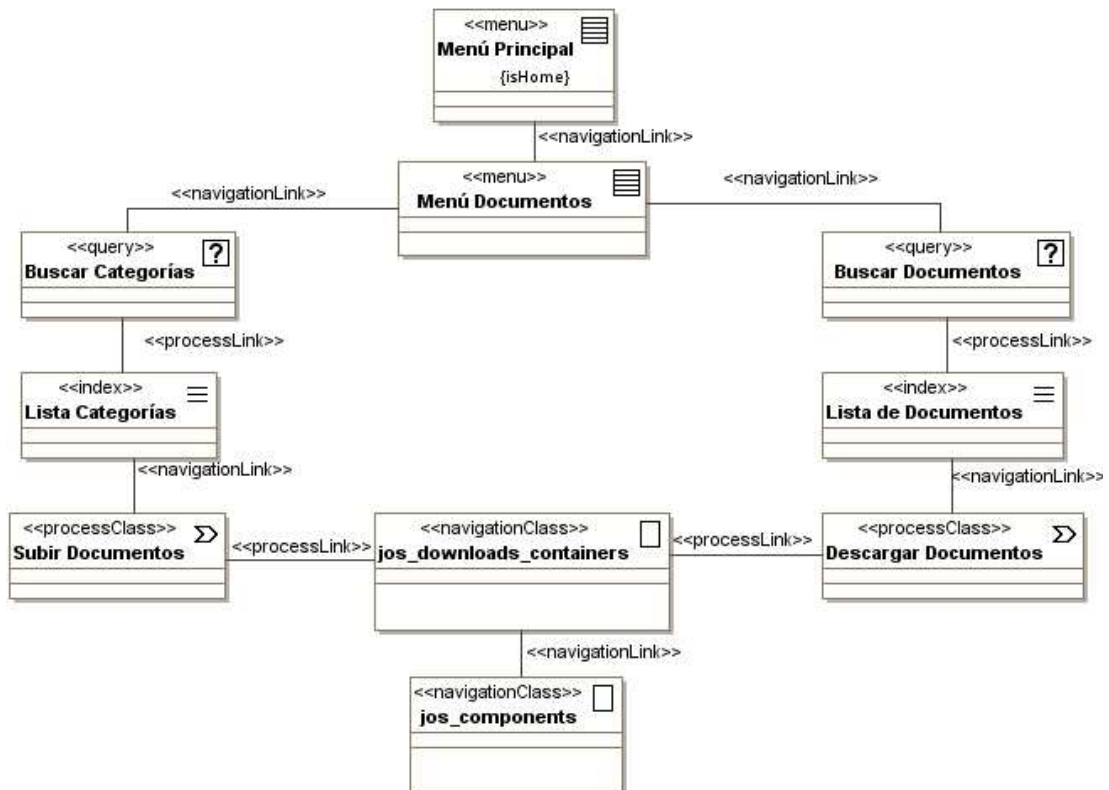 <<menu>>
Menú Principal
{isHome}
<<navigationLink>>
<<menu>>
Menú Documentos
<<navigationLink>>
<<navigationLink>>
<<query>>
?
Buscar Categorías
<<query>>
?
Buscar Documentos
<<processLink>>
<<processLink>>
<<index>>
Lista Categorías
<<index>>
Lista de Documentos
<<navigationLink>>
<<navigationLink>>
<<processClass>>
Subir Documentos
<<processLink>>
<<navigationClass>>
jos_downloads_containers
<<processLink>>
<<processClass>>
Descargar Documentos
<<navigationLink>>
<<navigationClass>>
jos_components